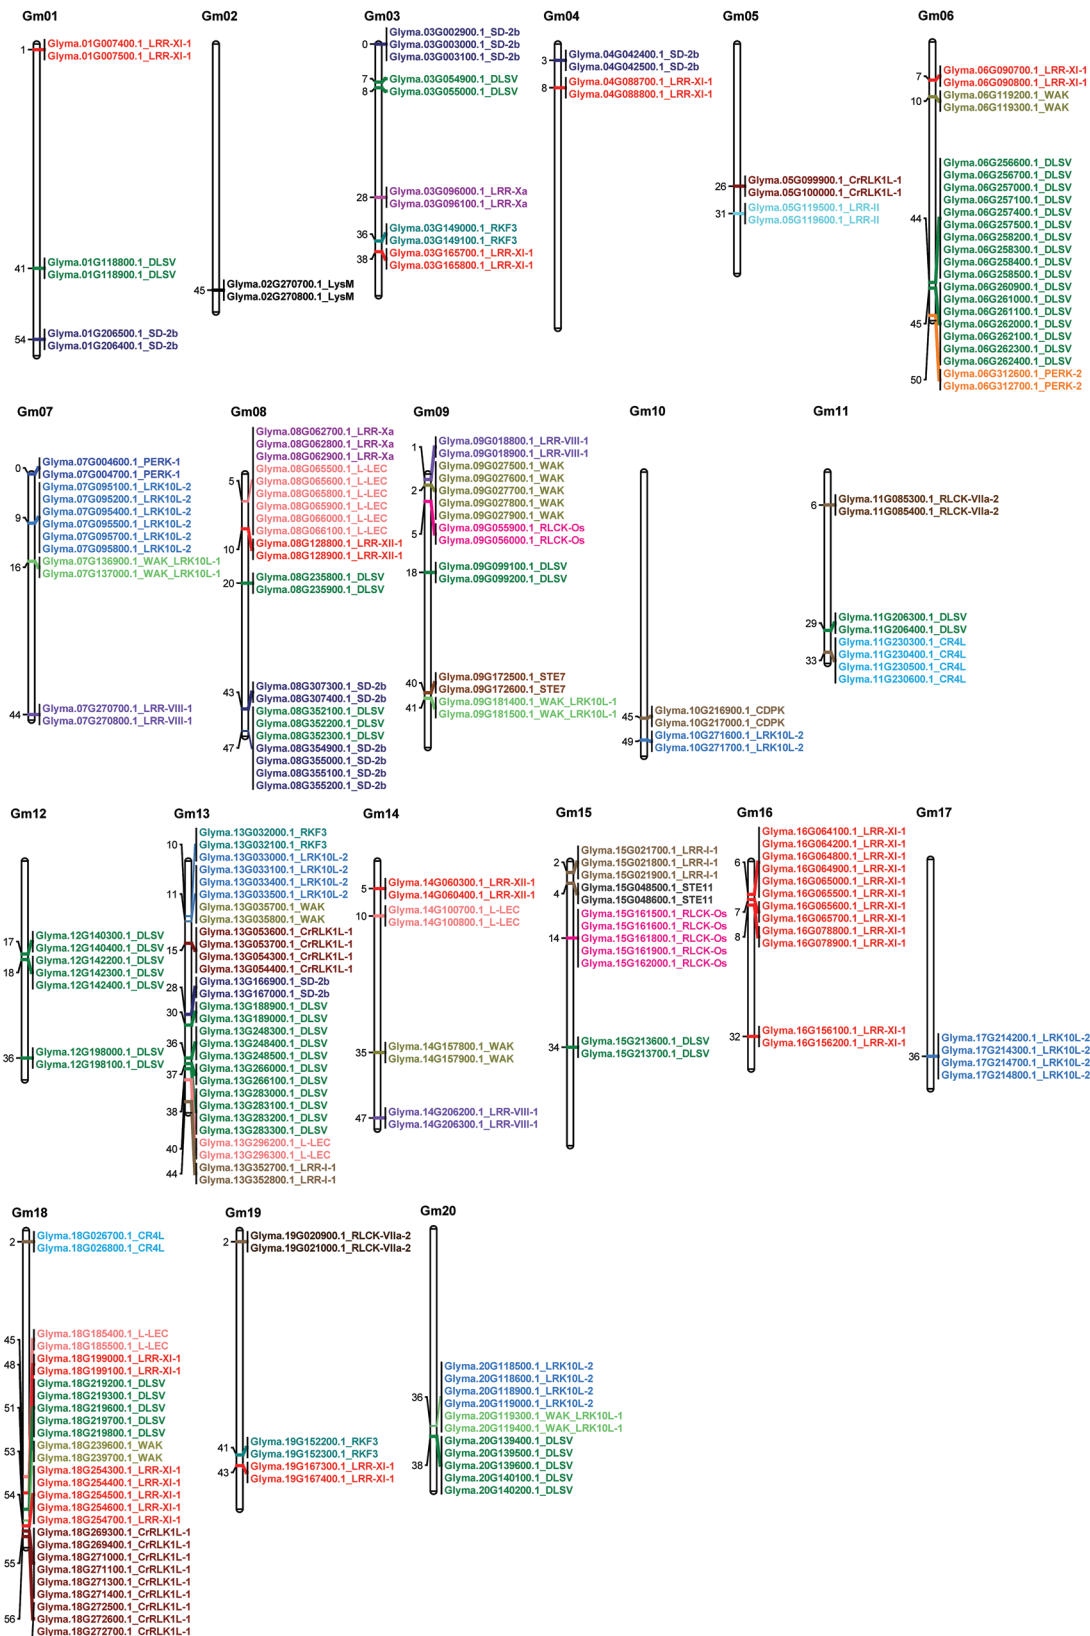 Gm01
1
Glyma.01G007400.1_LRR-XI-1
Glyma.01G007500.1_LRR-XI-1
41
Glyma.01G118800.1_DLSV
Glyma.01G118900.1_DLSV
54
Glyma.01G206500.1_SD-2b
Glyma.01G206400.1_SD-2b
Gm02
45
Glyma.02G270700.1_LysM
Glyma.02G270800.1_LysM
Gm03
0
Glyma.03G002900.1_SD-2b
Glyma.03G003000.1_SD-2b
Glyma.03G003100.1_SD-2b
7
8
Glyma.03G054900.1_DLSV
Glyma.03G055000.1_DLSV
28
Glyma.03G096000.1_LRR-Xa
Glyma.03G096100.1_LRR-Xa
36
Glyma.03G149000.1_RKF3
Glyma.03G149100.1_RKF3
38
Glyma.03G165700.1_LRR-XI-1
Glyma.03G165800.1_LRR-XI-1
Gm04
3
Glyma.04G042400.1_SD-2b
Glyma.04G042500.1_SD-2b
8
Glyma.04G088700.1_LRR-XI-1
Glyma.04G088800.1_LRR-XI-1
Gm05
26
Glyma.05G099900.1_CrRLK1L-1
Glyma.05G100000.1_CrRLK1L-1
31
Glyma.05G119500.1_LRR-II
Glyma.05G119600.1_LRR-II
Gm06
7
Glyma.06G090700.1_LRR-XI-1
Glyma.06G090800.1_LRR-XI-1
10
Glyma.06G119200.1_WAK
Glyma.06G119300.1_WAK
44
45
50
Glyma.06G256600.1_DLSV
Glyma.06G256700.1_DLSV
Glyma.06G257000.1_DLSV
Glyma.06G257100.1_DLSV
Glyma.06G257400.1_DLSV
Glyma.06G257500.1_DLSV
Glyma.06G258200.1_DLSV
Glyma.06G258300.1_DLSV
Glyma.06G258400.1_DLSV
Glyma.06G258500.1_DLSV
Glyma.06G260900.1_DLSV
Glyma.06G261000.1_DLSV
Glyma.06G261100.1_DLSV
Glyma.06G262000.1_DLSV
Glyma.06G262100.1_DLSV
Glyma.06G262300.1_DLSV
Glyma.06G262400.1_DLSV
Glyma.06G312600.1_PERK-2
Glyma.06G312700.1_PERK-2
Gm07
0
9
16
44
Glyma.07G004600.1_PERK-1
Glyma.07G004700.1_PERK-1
Glyma.07G095100.1_LRK10L-2
Glyma.07G095200.1_LRK10L-2
Glyma.07G095400.1_LRK10L-2
Glyma.07G095500.1_LRK10L-2
Glyma.07G095700.1_LRK10L-2
Glyma.07G095800.1_LRK10L-2
Glyma.07G136900.1_WAK_LRK10L-1
Glyma.07G137000.1_WAK_LRK10L-1
Glyma.07G270700.1_LRR-VIII-1
Glyma.07G270800.1_LRR-VIII-1
Gm08
5
10
20
43
47
Glyma.08G062700.1_LRR-Xa
Glyma.08G062800.1_LRR-Xa
Glyma.08G062900.1_LRR-Xa
Glyma.08G065500.1_L-LEC
Glyma.08G065600.1_L-LEC
Glyma.08G065800.1_L-LEC
Glyma.08G065900.1_L-LEC
Glyma.08G066000.1_L-LEC
Glyma.08G066100.1_L-LEC
Glyma.08G128800.1_LRR-XII-1
Glyma.08G128900.1_LRR-XII-1
Glyma.08G235800.1_DLSV
Glyma.08G235900.1_DLSV
Glyma.08G307300.1_SD-2b
Glyma.08G307400.1_SD-2b
Glyma.08G352100.1_DLSV
Glyma.08G352200.1_DLSV
Glyma.08G352300.1_DLSV
Glyma.08G354900.1_SD-2b
Glyma.08G355000.1_SD-2b
Glyma.08G355100.1_SD-2b
Glyma.08G355200.1_SD-2b
Gm09
1
2
5
18
40
41
Glyma.09G018800.1_LRR-VIII-1
Glyma.09G018900.1_LRR-VIII-1
Glyma.09G027500.1_WAK
Glyma.09G027600.1_WAK
Glyma.09G027700.1_WAK
Glyma.09G027800.1_WAK
Glyma.09G027900.1_WAK
Glyma.09G055900.1_RLCK-Os
Glyma.09G056000.1_RLCK-Os
Glyma.09G099100.1_DLSV
Glyma.09G099200.1_DLSV
Glyma.09G172500.1_STE7
Glyma.09G172600.1_STE7
Glyma.09G181400.1_WAK_LRK10L-1
Glyma.09G181500.1_WAK_LRK10L-1
Gm10
45
49
Glyma.10G216900.1_CDPK
Glyma.10G217000.1_CDPK
Glyma.10G271600.1_LRK10L-2
Glyma.10G271700.1_LRK10L-2
Gm11
6
29
33
Glyma.11G085300.1_RLCK-VIIa-2
Glyma.11G085400.1_RLCK-VIIa-2
Glyma.11G206300.1_DLSV
Glyma.11G206400.1_DLSV
Glyma.11G230300.1_CR4L
Glyma.11G230400.1_CR4L
Glyma.11G230500.1_CR4L
Glyma.11G230600.1_CR4L
Gm12
17
18
36
Glyma.12G140300.1_DLSV
Glyma.12G140400.1_DLSV
Glyma.12G142200.1_DLSV
Glyma.12G142300.1_DLSV
Glyma.12G142400.1_DLSV
Glyma.12G198000.1_DLSV
Glyma.12G198100.1_DLSV
Gm13
10
11
15
28
30
36
37
38
40
44
Glyma.13G032000.1_RKF3
Glyma.13G032100.1_RKF3
Glyma.13G033000.1_LRK10L-2
Glyma.13G033100.1_LRK10L-2
Glyma.13G033400.1_LRK10L-2
Glyma.13G033500.1_LRK10L-2
Glyma.13G035700.1_WAK
Glyma.13G035800.1_WAK
Glyma.13G053600.1_CrRLK1L-1
Glyma.13G053700.1_CrRLK1L-1
Glyma.13G054300.1_CrRLK1L-1
Glyma.13G054400.1_CrRLK1L-1
Glyma.13G166900.1_SD-2b
Glyma.13G167000.1_SD-2b
Glyma.13G188900.1_DLSV
Glyma.13G189000.1_DLSV
Glyma.13G248300.1_DLSV
Glyma.13G248400.1_DLSV
Glyma.13G248500.1_DLSV
Glyma.13G266000.1_DLSV
Glyma.13G266100.1_DLSV
Glyma.13G283000.1_DLSV
Glyma.13G283100.1_DLSV
Glyma.13G283200.1_DLSV
Glyma.13G283300.1_DLSV
Glyma.13G296200.1_L-LEC
Glyma.13G296300.1_L-LEC
Glyma.13G352700.1_LRR-I-1
Glyma.13G352800.1_LRR-I-1
Gm14
5
10
35
47
Glyma.14G060300.1_LRR-XII-1
Glyma.14G060400.1_LRR-XII-1
Glyma.14G100700.1_L-LEC
Glyma.14G100800.1_L-LEC
Glyma.14G157800.1_WAK
Glyma.14G157900.1_WAK
Glyma.14G206200.1_LRR-VIII-1
Glyma.14G206300.1_LRR-VIII-1
Gm15
2
4
14
34
Glyma.15G021700.1_LRR-I-1
Glyma.15G021800.1_LRR-I-1
Glyma.15G021900.1_LRR-I-1
Glyma.15G048500.1_STE11
Glyma.15G048600.1_STE11
Glyma.15G161500.1_RLCK-Os
Glyma.15G161600.1_RLCK-Os
Glyma.15G161800.1_RLCK-Os
Glyma.15G161900.1_RLCK-Os
Glyma.15G162000.1_RLCK-Os
Glyma.15G213600.1_DLSV
Glyma.15G213700.1_DLSV
Gm16
6
7
8
32
Glyma.16G064100.1_LRR-XI-1
Glyma.16G064200.1_LRR-XI-1
Glyma.16G064800.1_LRR-XI-1
Glyma.16G064900.1_LRR-XI-1
Glyma.16G065000.1_LRR-XI-1
Glyma.16G065500.1_LRR-XI-1
Glyma.16G065600.1_LRR-XI-1
Glyma.16G065700.1_LRR-XI-1
Glyma.16G078800.1_LRR-XI-1
Glyma.16G078900.1_LRR-XI-1
Glyma.16G156100.1_LRR-XI-1
Glyma.16G156200.1_LRR-XI-1
Gm17
36
Glyma.17G214200.1_LRK10L-2
Glyma.17G214300.1_LRK10L-2
Glyma.17G214700.1_LRK10L-2
Glyma.17G214800.1_LRK10L-2
Gm18
2
45
48
51
53
54
55
56
Glyma.18G026700.1_CR4L
Glyma.18G026800.1_CR4L
Glyma.18G185400.1_L-LEC
Glyma.18G185500.1_L-LEC
Glyma.18G199000.1_LRR-XI-1
Glyma.18G199100.1_LRR-XI-1
Glyma.18G219200.1_DLSV
Glyma.18G219300.1_DLSV
Glyma.18G219600.1_DLSV
Glyma.18G219700.1_DLSV
Glyma.18G219800.1_DLSV
Glyma.18G239600.1_WAK
Glyma.18G239700.1_WAK
Glyma.18G254300.1_LRR-XI-1
Glyma.18G254400.1_LRR-XI-1
Glyma.18G254500.1_LRR-XI-1
Glyma.18G254600.1_LRR-XI-1
Glyma.18G254700.1_LRR-XI-1
Glyma.18G269300.1_CrRLK1L-1
Glyma.18G269400.1_CrRLK1L-1
Glyma.18G271000.1_CrRLK1L-1
Glyma.18G271100.1_CrRLK1L-1
Glyma.18G271300.1_CrRLK1L-1
Glyma.18G271400.1_CrRLK1L-1
Glyma.18G272500.1_CrRLK1L-1
Glyma.18G272600.1_CrRLK1L-1
Glyma.18G272700.1_CrRLK1L-1
Gm19
2
41
43
Glyma.19G020900.1_RLCK-VIIa-2
Glyma.19G021000.1_RLCK-VIIa-2
Glyma.19G152200.1_RKF3
Glyma.19G152300.1_RKF3
Glyma.19G167300.1_LRR-XI-1
Glyma.19G167400.1_LRR-XI-1
Gm20
36
38
Glyma.20G118500.1_LRK10L-2
Glyma.20G118600.1_LRK10L-2
Glyma.20G118900.1_LRK10L-2
Glyma.20G119000.1_LRK10L-2
Glyma.20G119300.1_WAK_LRK10L-1
Glyma.20G119400.1_WAK_LRK10L-1
Glyma.20G139400.1_DLSV
Glyma.20G139500.1_DLSV
Glyma.20G139600.1_DLSV
Glyma.20G140100.1_DLSV
Glyma.20G140200.1_DLSV